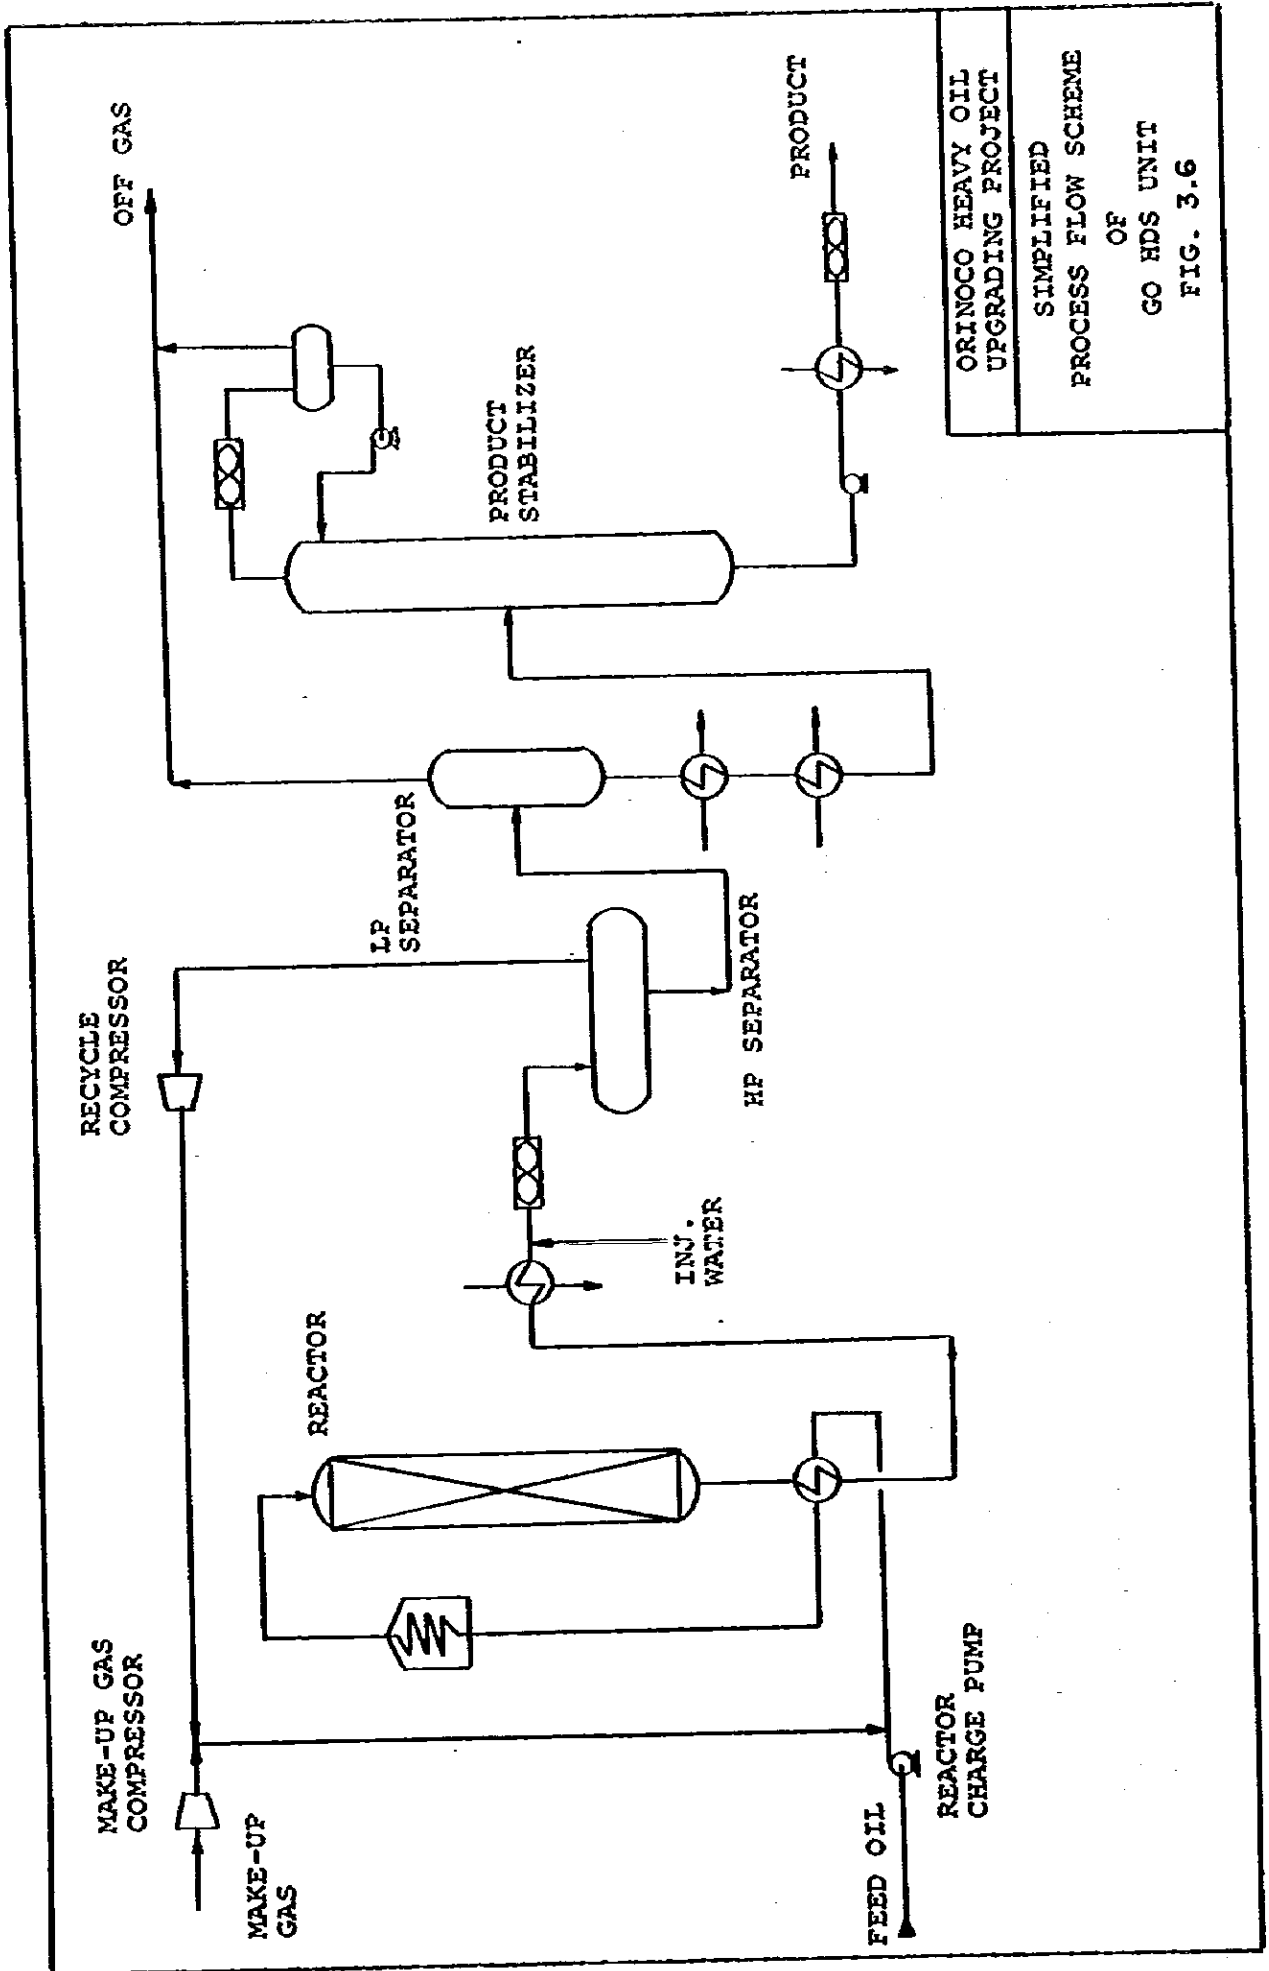 MAKE-UP GAS
COMPRESSOR
MAKE-UP
GAS
FEED OIL
REACTOR
CHARGE PUMP
REACTOR
RECYCLE
COMPRESSOR
INJ.
WATER
HP SEPARATOR
LP
SEPARATOR
PRODUCT
STABILIZER
OFF GAS
PRODUCT
ORINOCO HEAVY OIL
UPGRADING PROJECT
SIMPLIFIED
PROCESS FLOW SCHEME
OF
GO HDS UNIT
FIG. 3.6